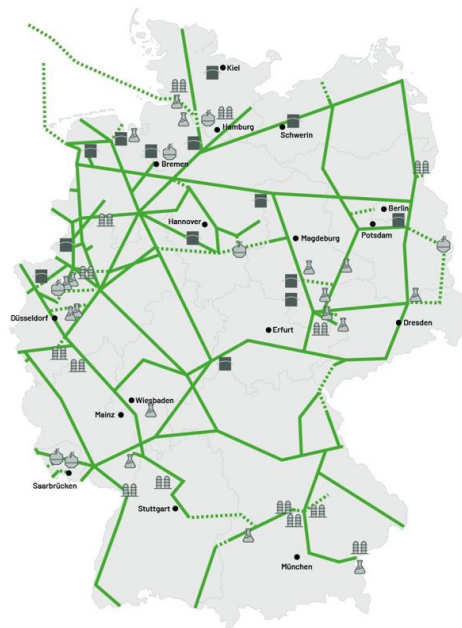 Kiel
Hamburg
Schwerin
Bremen
Berlin
Hannover
Potsdam
Magdeburg
Düsseldorf
Dresden
Erfurt
Wiesbaden
Mainz
Saarbrücken
Stuttgart
München